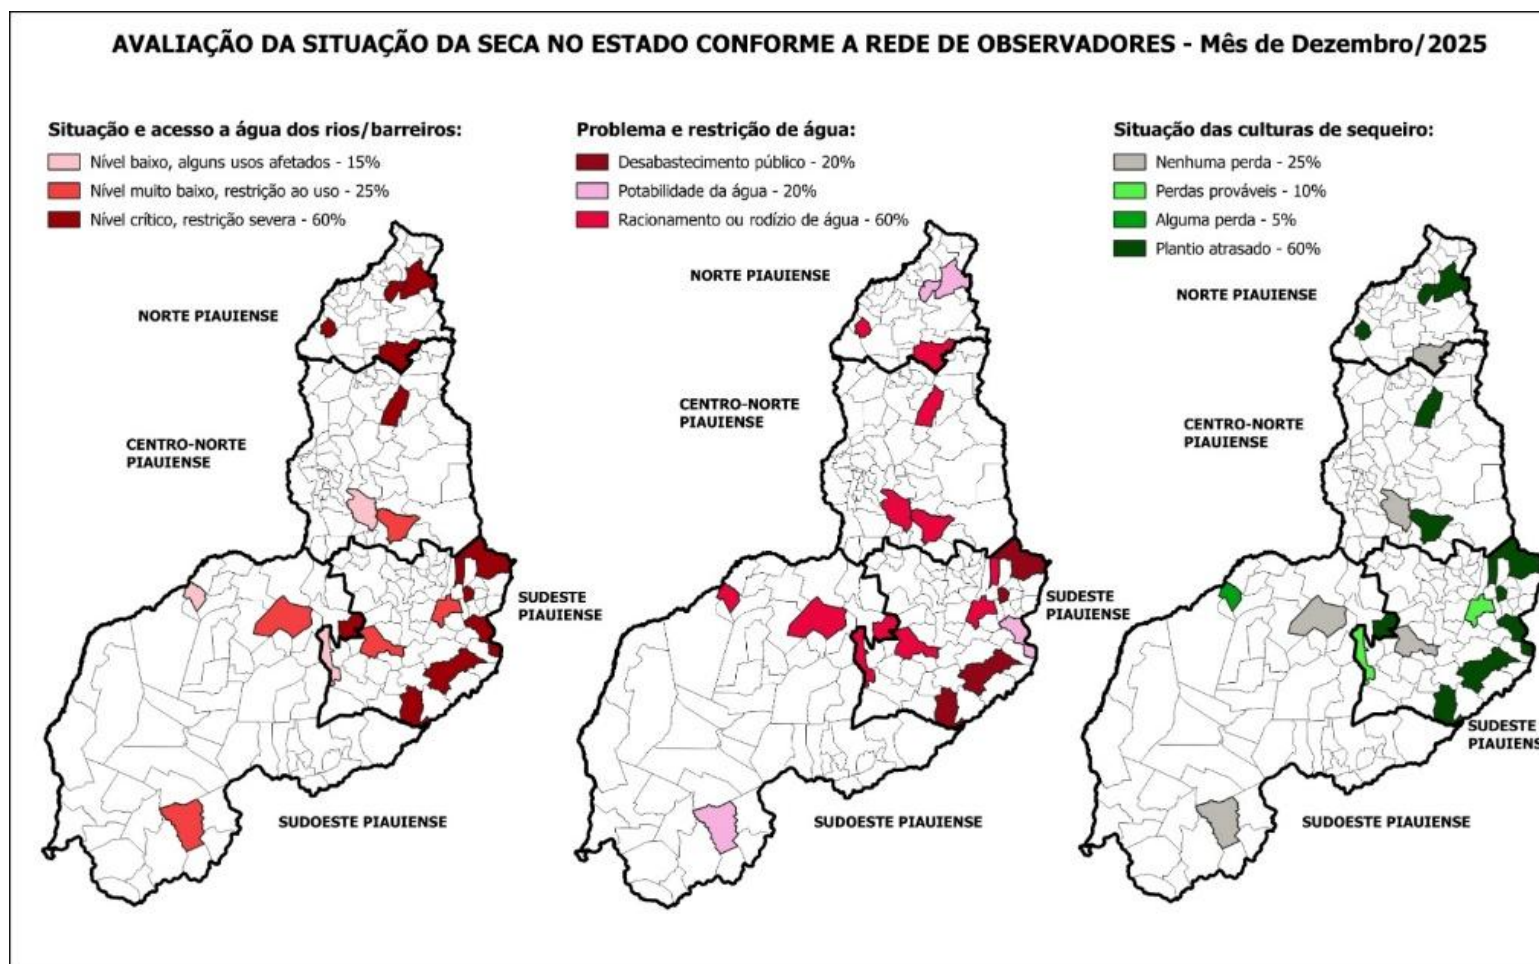 AVALIAÇÃO DA SITUAÇÃO DA SECA NO ESTADO CONFORME A REDE DE OBSERVADORES - Mês de Dezembro/2025
Situação e acesso a água dos rios/barreiros:
Nível baixo, alguns usos afetados - 15%
Nível muito baixo, restrição ao uso - 25%
Nível crítico, restrição severa - 60%
NORTE PIAUIENSE
CENTRO-NORTE
PIAUIENSE
SUDESTE
PIAUIENSE
SUDOESTE PIAUIENSE
Problema e restrição de água:
Desabastecimento público - 20%
Potabilidade da água - 20%
Racionamento ou rodízio de água - 60%
NORTE PIAUIENSE
CENTRO-NORTE
PIAUIENSE
SUDESTE
PIAUIENSE
SUDOESTE PIAUIENSE
Situação das culturas de sequeiro:
Nenhuma perda - 25%
Perdas prováveis - 10%
Alguma perda - 5%
Plantio atrasado - 60%
NORTE PIAUIENSE
CENTRO-NORTE
PIAUIENSE
SUDESTE
PIAUIENS
SUDOESTE PIAUIENSE